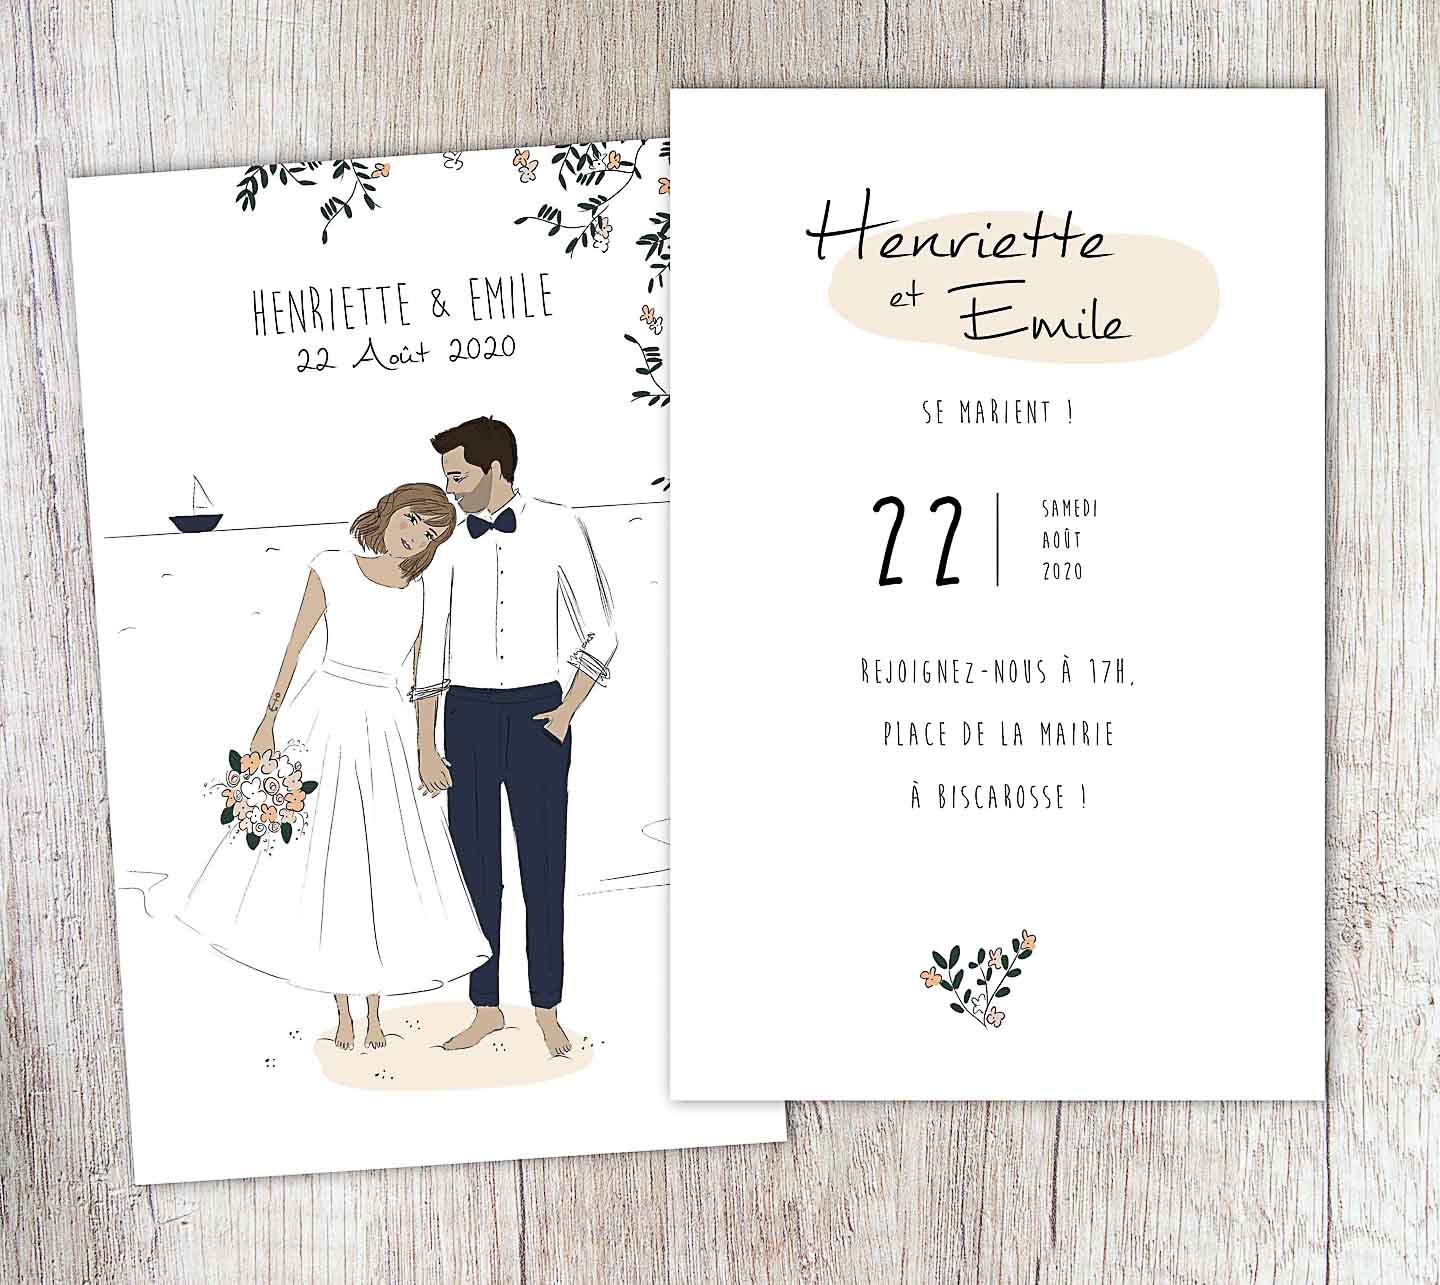 HENRIETTE & EMILE
22 Août 2020
Henriette
et Emile
SE MARIENT !
22
SAMEDI
AOÛT
2020
REJOIGNEZ-NOUS À 17H,
PLACE DE LA MAIRIE
À BISCAROSSE !